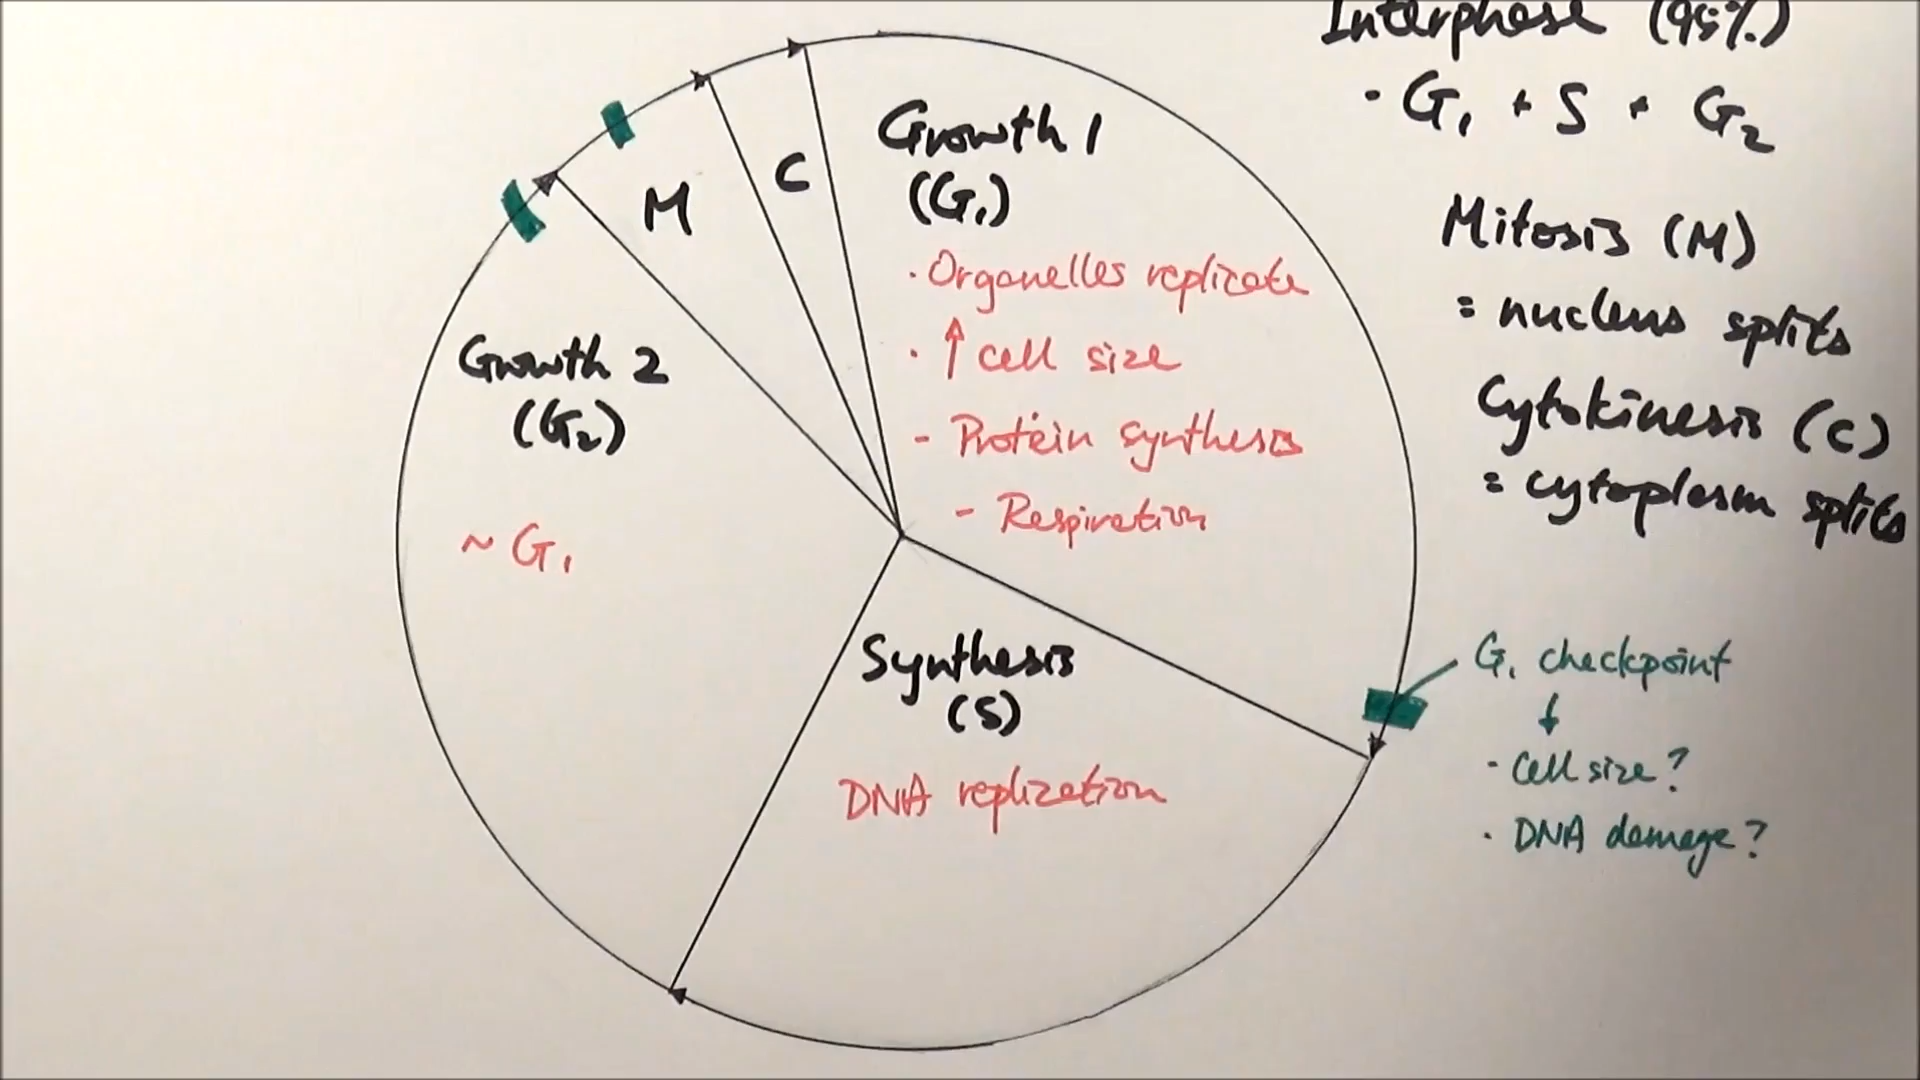 Interphase (95%)
· G₁ + S + G₂
Mitosis (M)
= nucleus splits
Cytokinesis (C)
= cytoplasm splits
Growth 1
(G₁)
· Organelles replicate
· ↑ cell size
- Protein synthesis
- Respiration
M
C
Growth 2
(G₂)
~ G₁
Synthesis
(S)
DNA replication
G₁ checkpoint
↓
· Cell size?
· DNA damage?